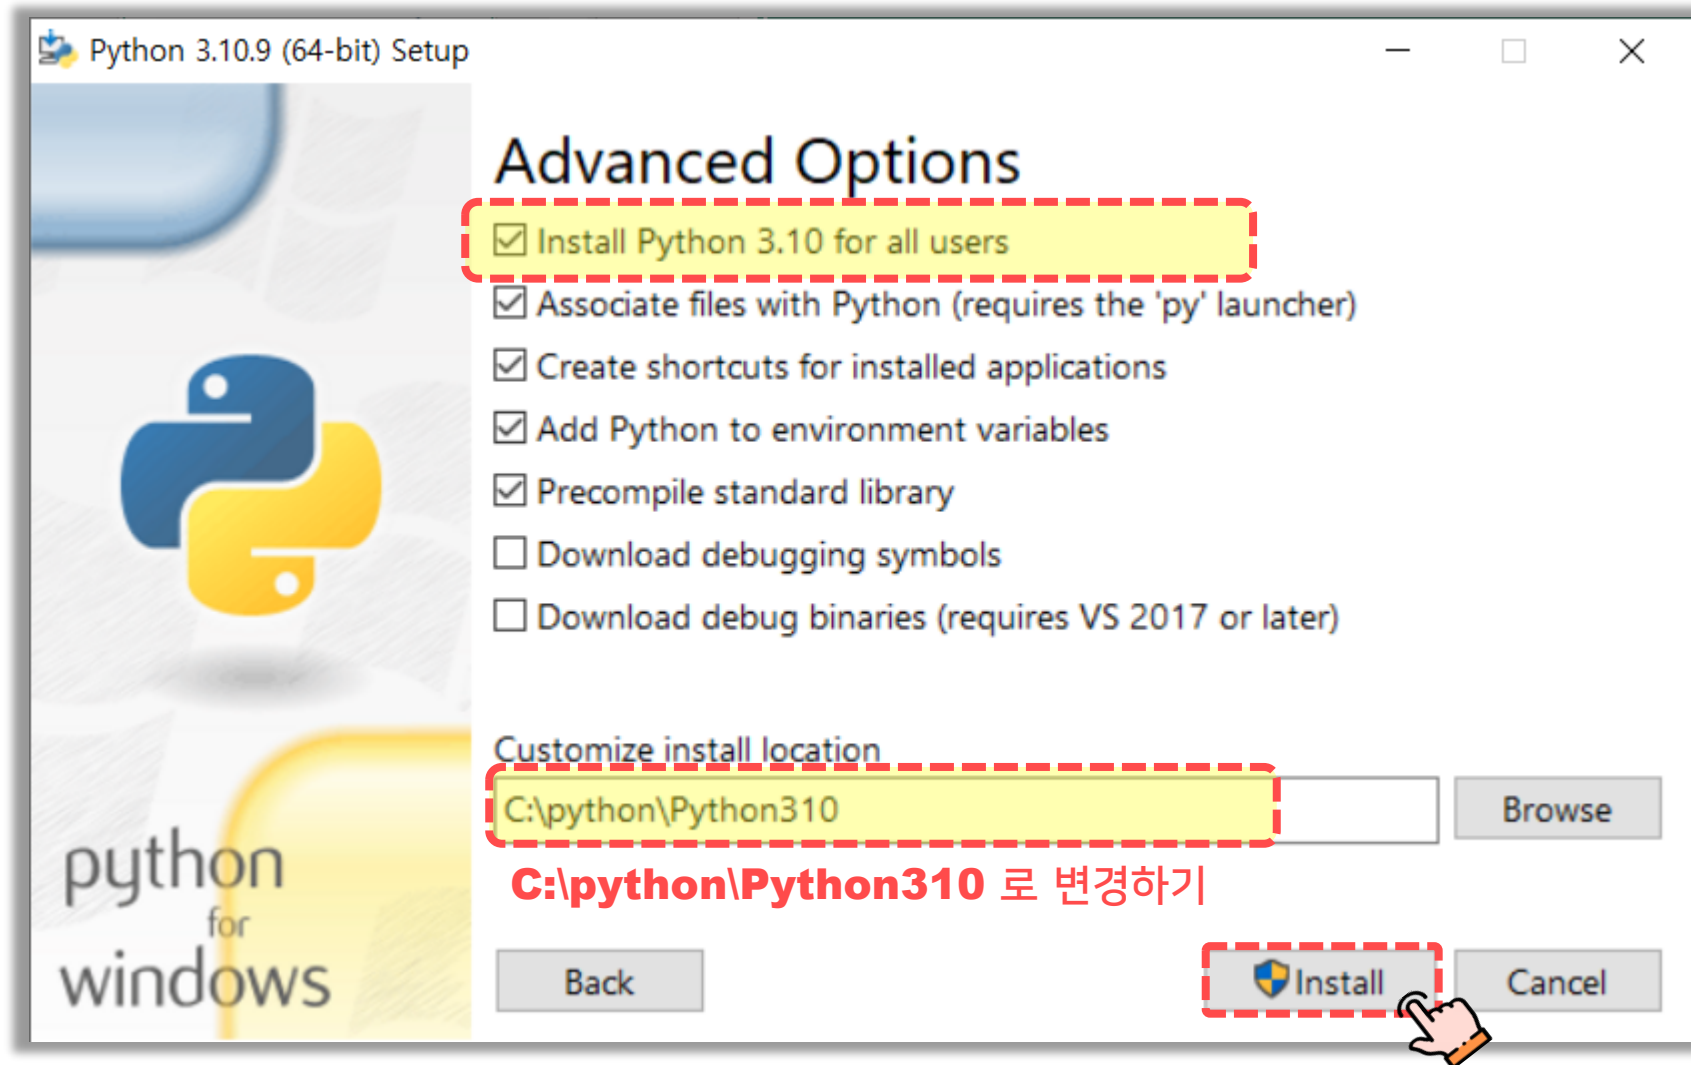 Python 3.10.9 (64-bit) Setup
Advanced Options
Install Python 3.10 for all users
Associate files with Python (requires the 'py' launcher)
Create shortcuts for installed applications
Add Python to environment variables
Precompile standard library
Download debugging symbols
Download debug binaries (requires VS 2017 or later)
Customize install location
C:\python\Python310
Browse
C:\python\Python310 로 변경하기
python
for
windows
Back
Install
Cancel